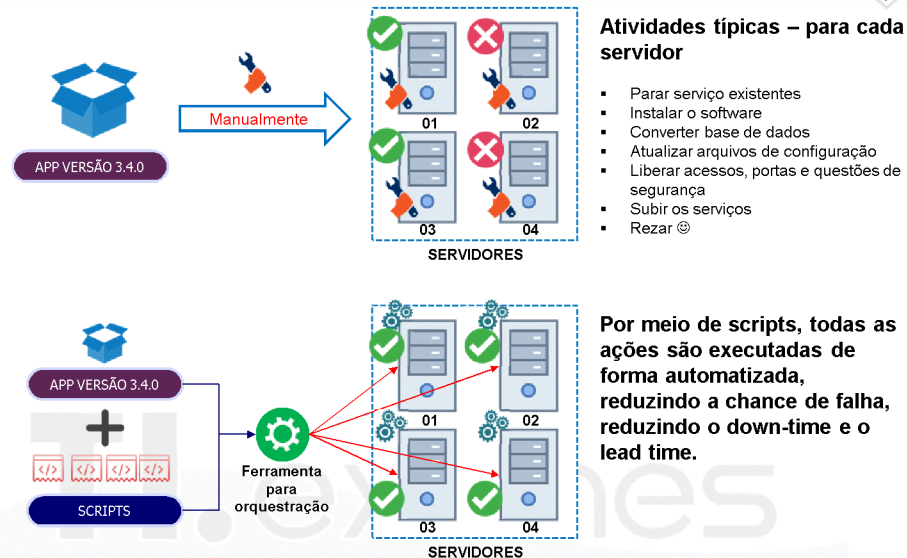 Atividades típicas – para cada
servidor
▪ Parar serviço existentes
▪ Instalar o software
▪ Converter base de dados
▪ Atualizar arquivos de configuração
▪ Liberar acessos, portas e questões de
segurança
▪ Subir os serviços
▪ Rezar ☺
Manualmente
APP VERSÃO 3.4.0
01
02
03
04
SERVIDORES
Por meio de scripts, todas as
ações são executadas de
forma automatizada,
reduzindo a chance de falha,
reduzindo o down-time e o
lead time.
APP VERSÃO 3.4.0
</> </> </> </>
SCRIPTS
Ferramenta
para
orquestração
01
02
03
04
SERVIDORES
TI.exames